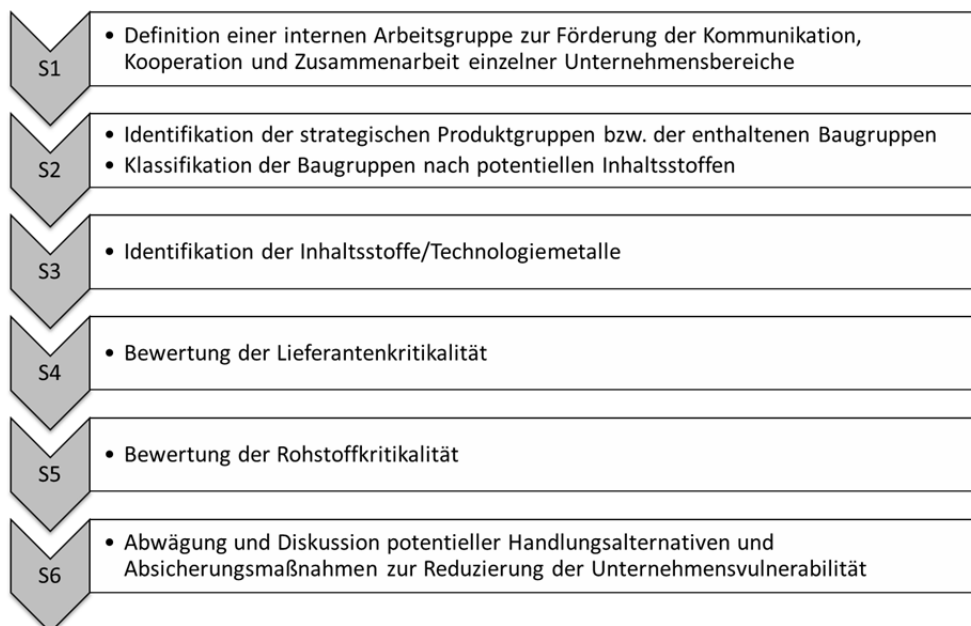 S1
• Definition einer internen Arbeitsgruppe zur Förderung der Kommunikation,
Kooperation und Zusammenarbeit einzelner Unternehmensbereiche
S2
• Identifikation der strategischen Produktgruppen bzw. der enthaltenen Baugruppen
• Klassifikation der Baugruppen nach potentiellen Inhaltsstoffen
S3
• Identifikation der Inhaltsstoffe/Technologiemetalle
S4
• Bewertung der Lieferantenkritikalität
S5
• Bewertung der Rohstoffkritikalität
S6
• Abwägung und Diskussion potentieller Handlungsalternativen und
Absicherungsmaßnahmen zur Reduzierung der Unternehmensvulnerabilität